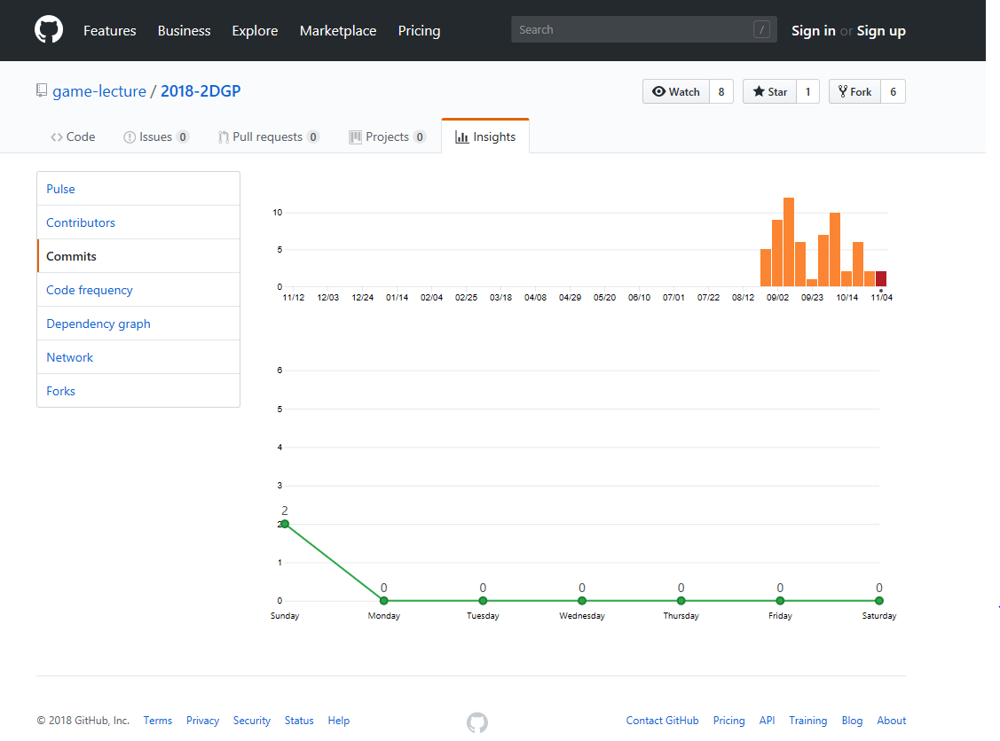 Features Business Explore Marketplace Pricing Search / Sign in or Sign up
game-lecture / 2018-2DGP Watch 8 Star 1 Fork 6
Code Issues 0 Pull requests 0 Projects 0 Insights
Pulse
Contributors
Commits
Code frequency
Dependency graph
Network
Forks
10
5
0
11/12 12/03 12/24 01/14 02/04 02/25 03/18 04/08 04/29 05/20 06/10 07/01 07/22 08/12 09/02 09/23 10/14 11/04
6
5
4
3
2
2
1
0 0 0 0 0 0
0
Sunday Monday Tuesday Wednesday Thursday Friday Saturday
© 2018 GitHub, Inc. Terms Privacy Security Status Help Contact GitHub Pricing API Training Blog About